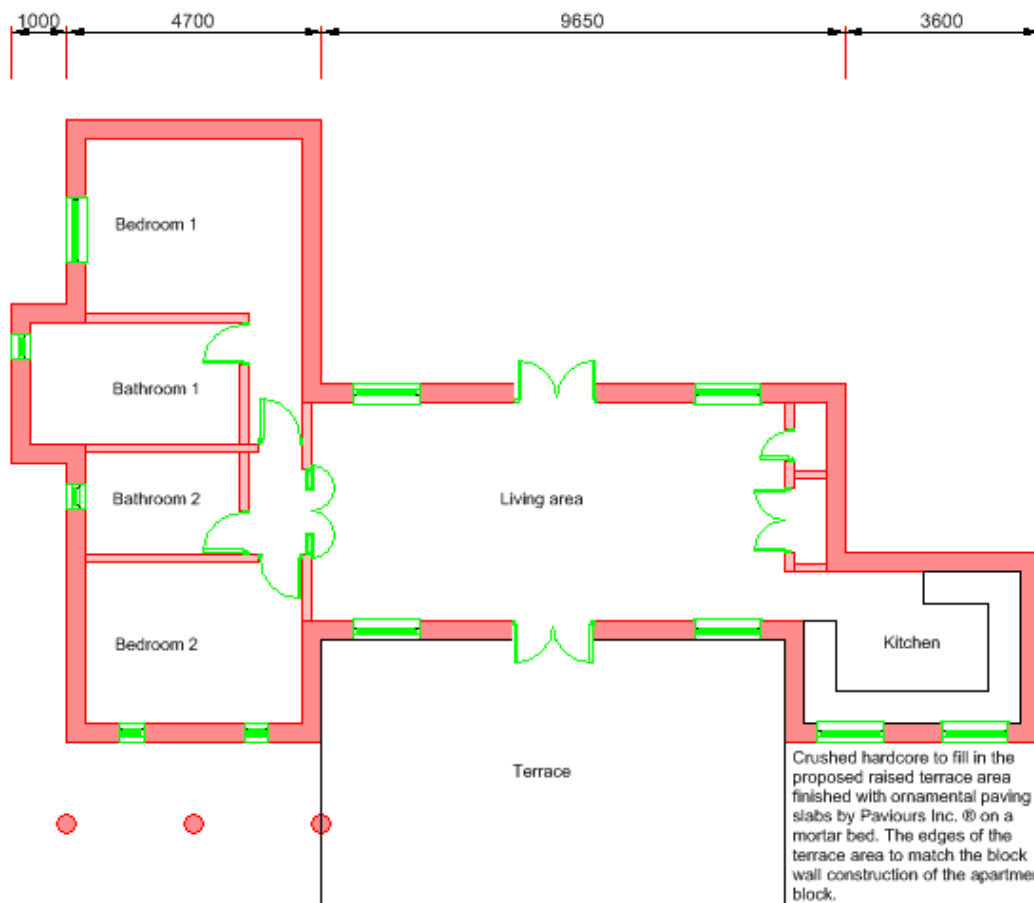 1000 4700 9650 3600
Bedroom 1
Bathroom 1
Bathroom 2
Living area
Bedroom 2
Kitchen
Terrace
Crushed hardcore to fill in the
proposed raised terrace area
finished with ornamental paving
slabs by Paviours Inc. ® on a
mortar bed. The edges of the
terrace area to match the block
wall construction of the apartme
block.